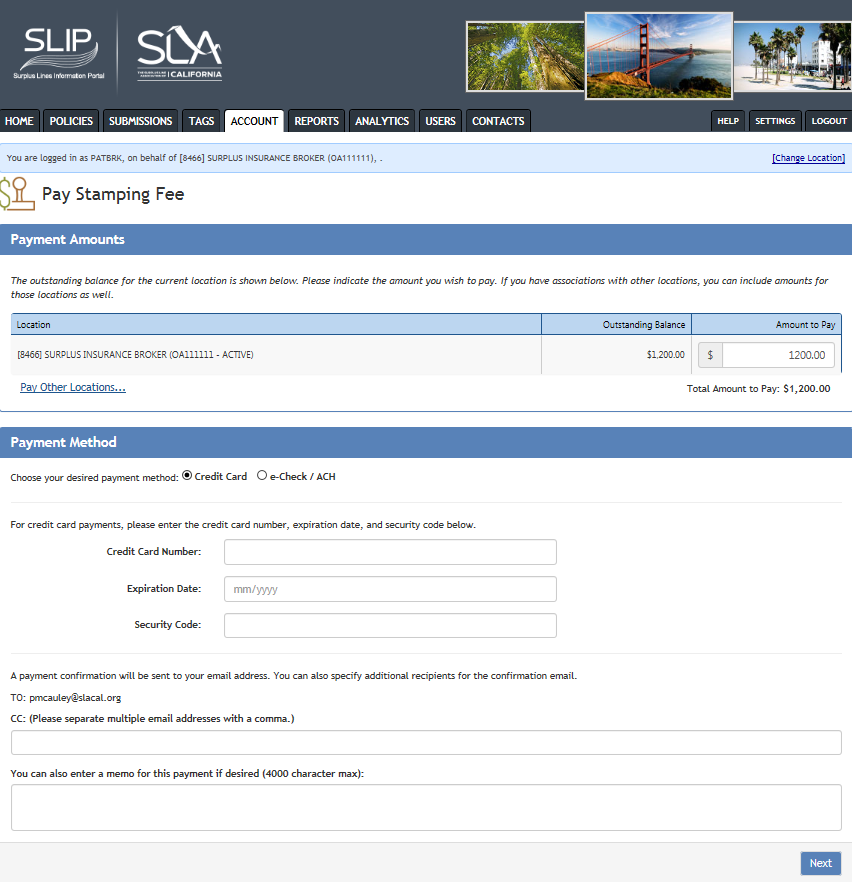 SLIP
Surplus Lines Information Portal
SLA
THE SURPLUS LINE ASSOCIATION OF | CALIFORNIA
HOME POLICIES SUBMISSIONS TAGS ACCOUNT REPORTS ANALYTICS USERS CONTACTS HELP SETTINGS LOGOUT
You are logged in as PATBRK, on behalf of [8466] SURPLUS INSURANCE BROKER (OA111111), . [Change Location]
Pay Stamping Fee
Payment Amounts
The outstanding balance for the current location is shown below. Please indicate the amount you wish to pay. If you have associations with other locations, you can include amounts for
those locations as well.
Location Outstanding Balance Amount to Pay
[8466] SURPLUS INSURANCE BROKER (OA111111 - ACTIVE) $1,200.00 $ 1200.00
Pay Other Locations... Total Amount to Pay: $1,200.00
Payment Method
Choose your desired payment method: Credit Card e-Check / ACH
For credit card payments, please enter the credit card number, expiration date, and security code below.
Credit Card Number:
Expiration Date: mm/yyyy
Security Code:
A payment confirmation will be sent to your email address. You can also specify additional recipients for the confirmation email.
TO: pmcauley@slacal.org
CC: (Please separate multiple email addresses with a comma.)
You can also enter a memo for this payment if desired (4000 character max):
Next